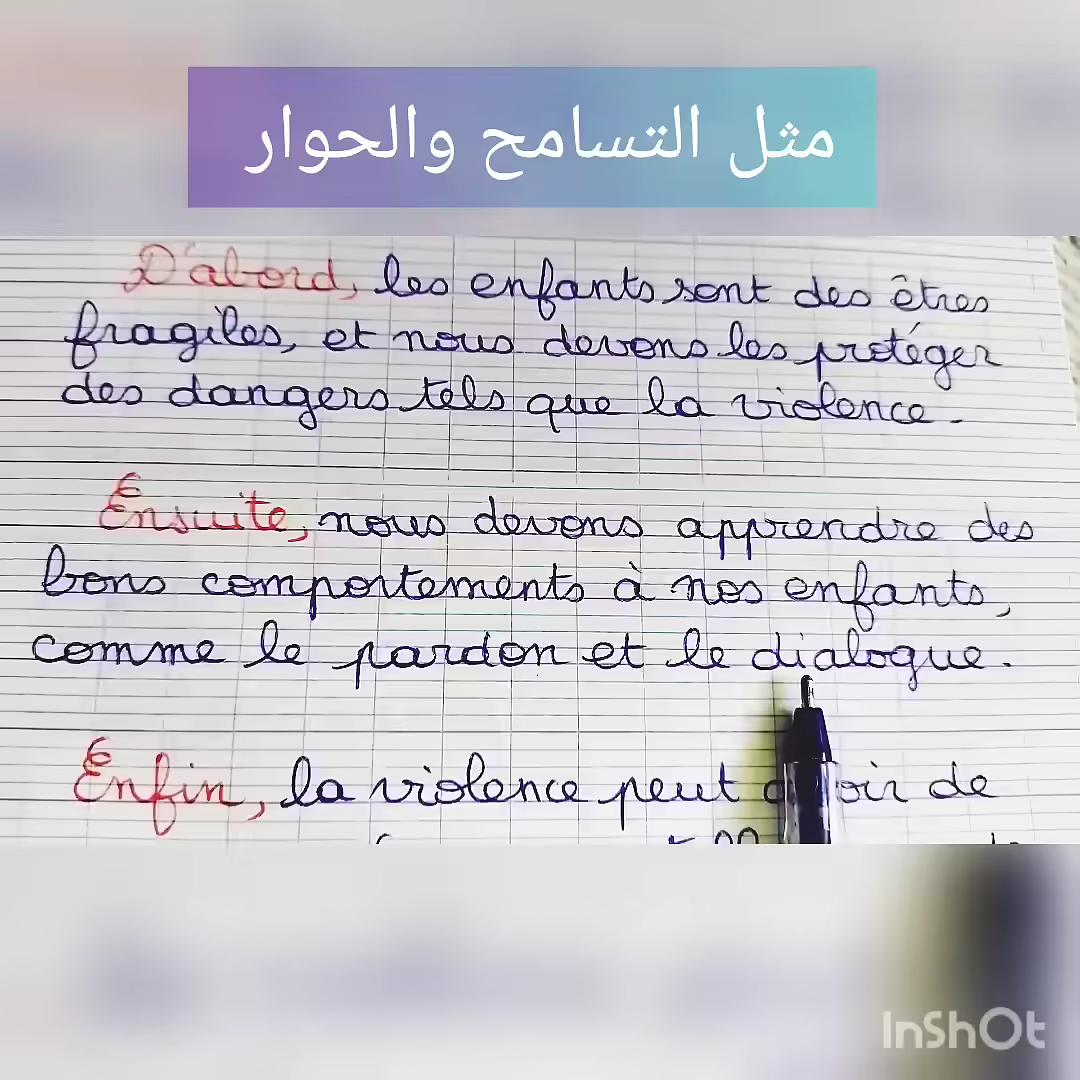 مثل التسامح والحوار
D'abord, les enfants sont des êtres
fragiles, et nous devons les protéger
des dangers tels que la violence.
Ensuite, nous devons apprendre des
bons comportements à nos enfants,
comme le pardon et le dialogue.
Enfin, la violence peut de
InShOt